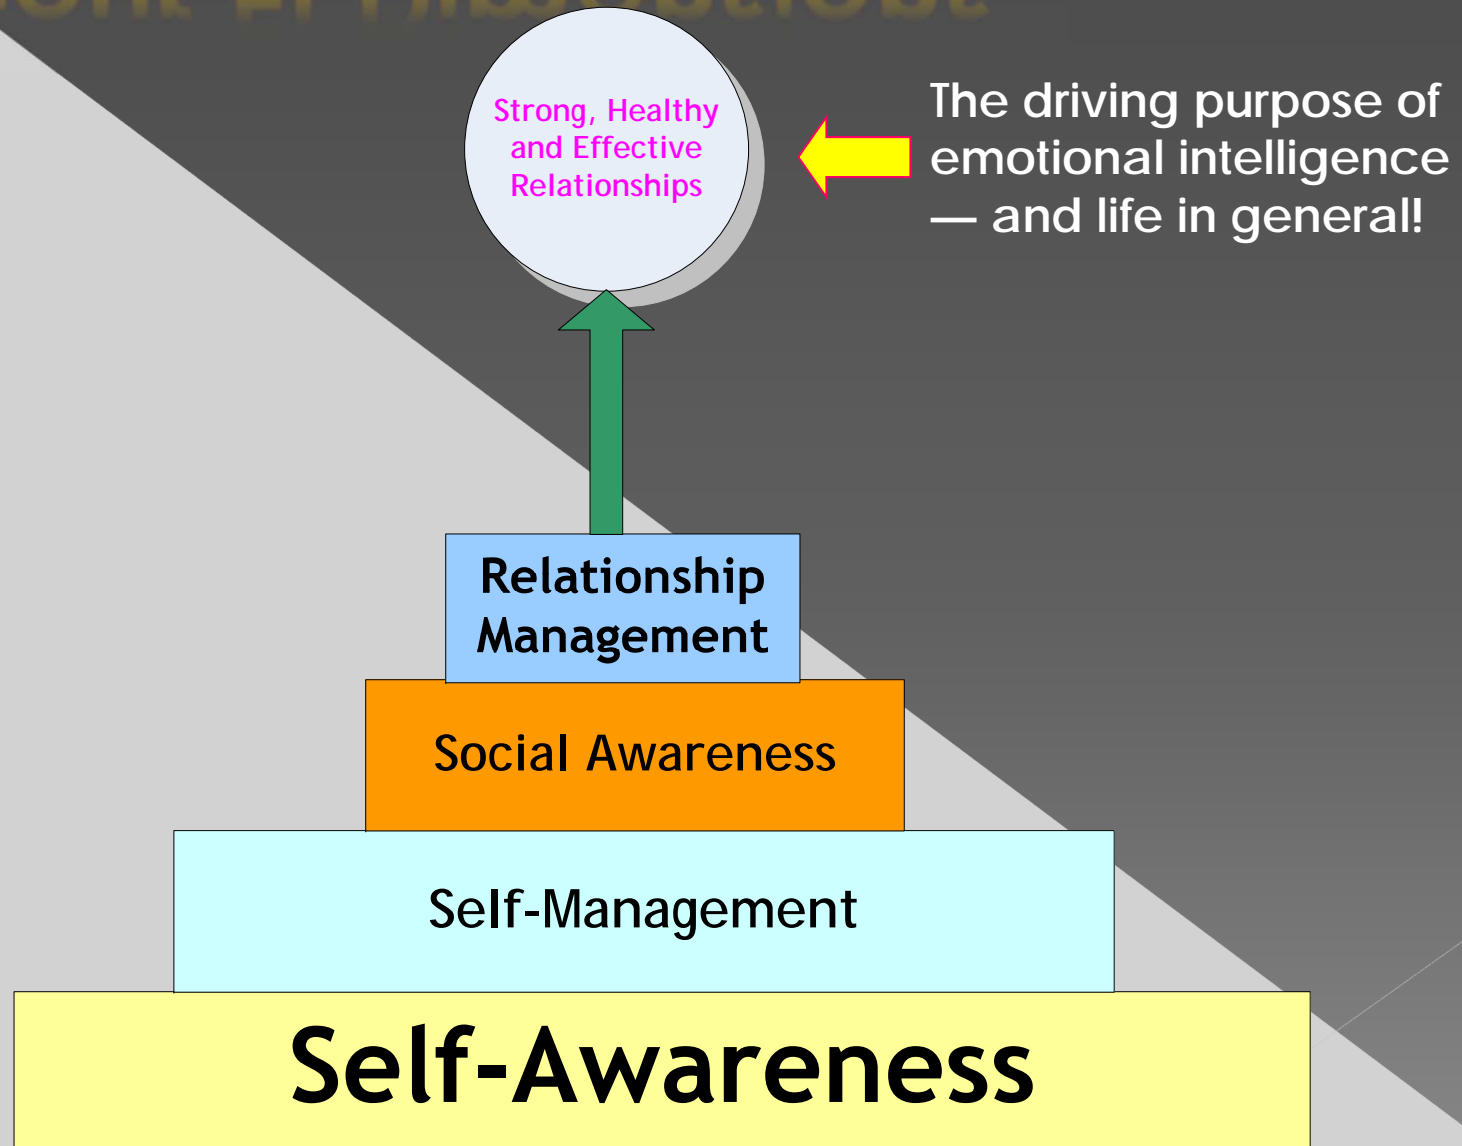 Strong, Healthy
and Effective
Relationships
The driving purpose of
emotional intelligence
— and life in general!
Relationship
Management
Social Awareness
Self-Management
Self-Awareness